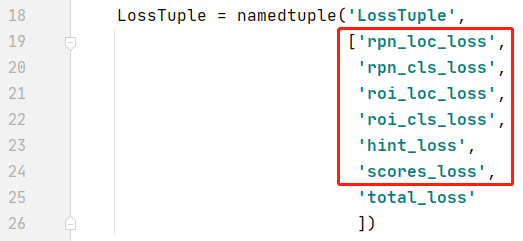 18 LossTuple = namedtuple('LossTuple',
19 ['rpn_loc_loss',
20 'rpn_cls_loss',
21 'roi_loc_loss',
22 'roi_cls_loss',
23 'hint_loss',
24 'scores_loss',
25 'total_loss'
26 ])